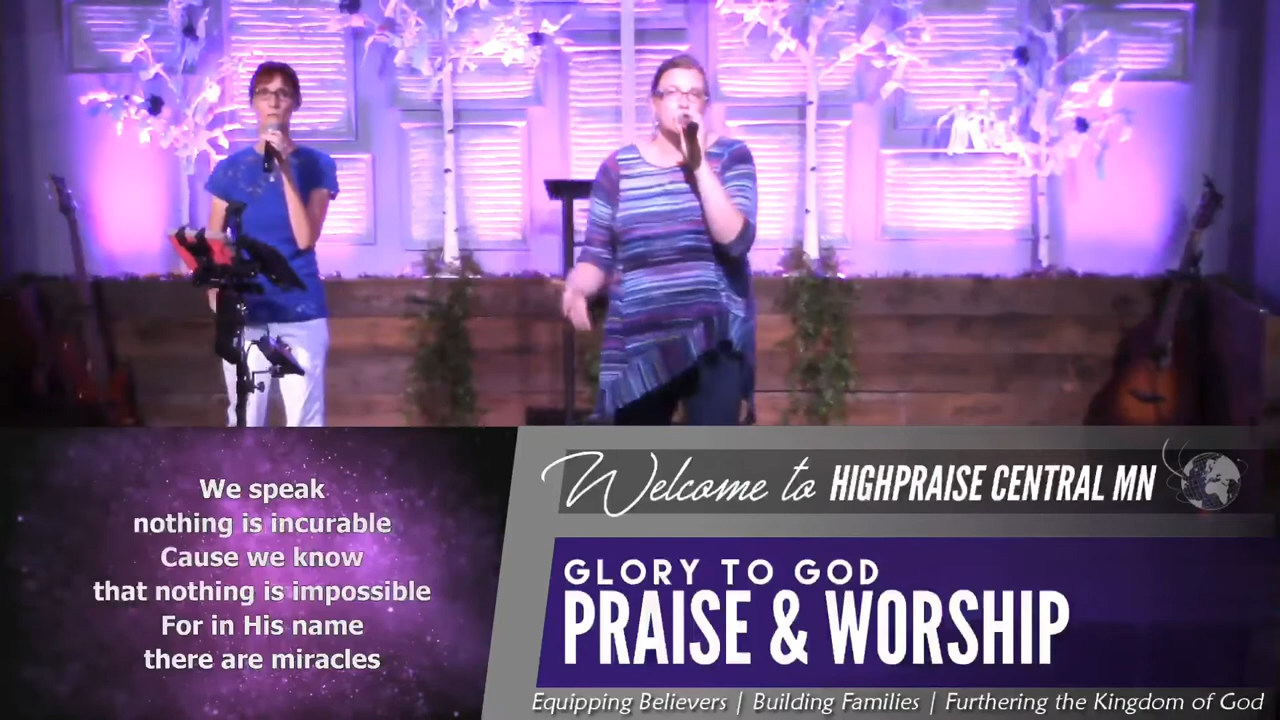 We speak
nothing is incurable
Cause we know
that nothing is impossible
For in His name
there are miracles
Welcome to HIGHPRAISE CENTRAL MN
GLORY TO GOD
PRAISE & WORSHIP
Equipping Believers | Building Families | Furthering the Kingdom of God